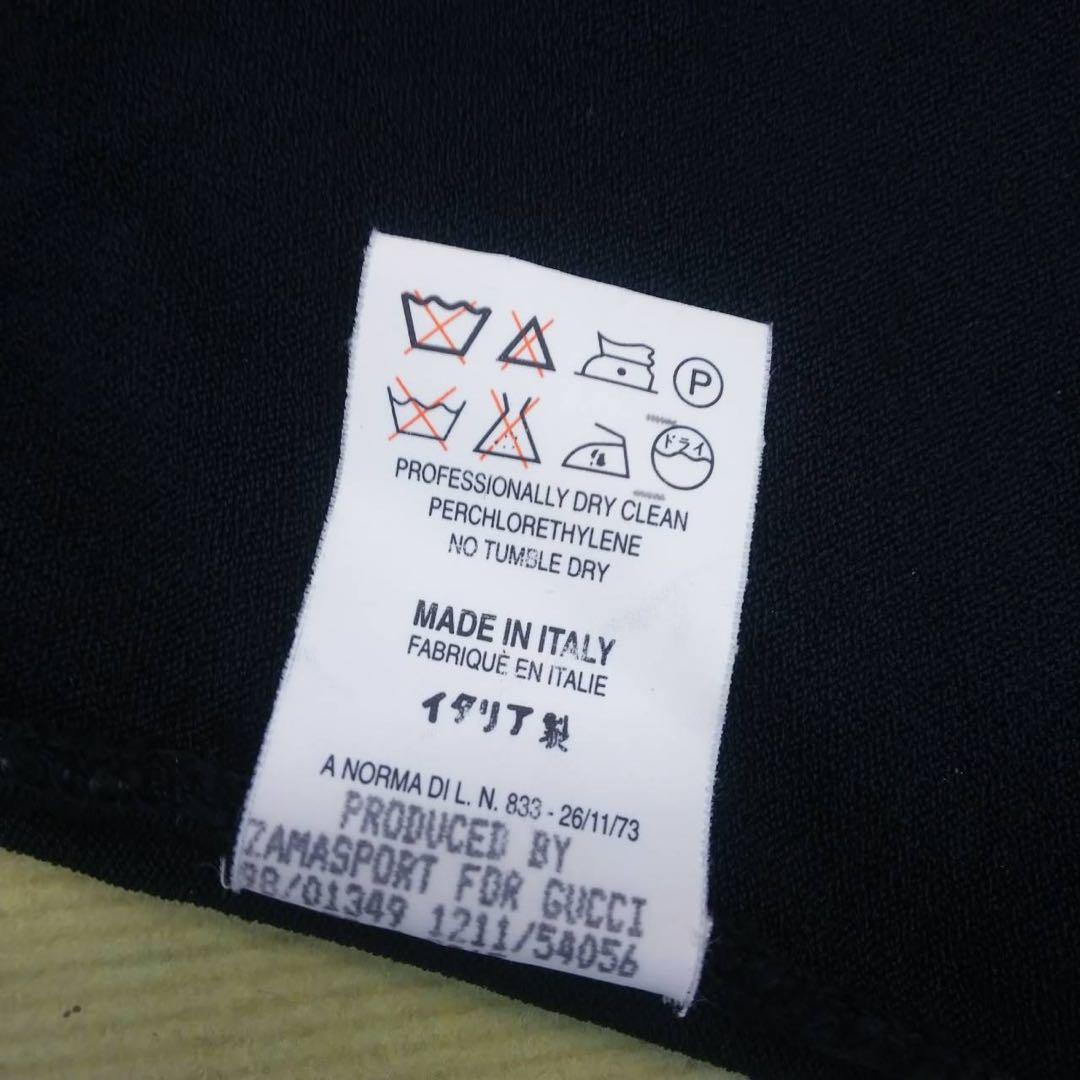 P
ドライ
PROFESSIONALLY DRY CLEAN
PERCHLORETHYLENE
NO TUMBLE DRY
MADE IN ITALY
FABRIQUÈ EN ITALIE
イタリア製
A NORMA DI L. N. 833 - 26/11/73
PRODUCED BY
ZAMASPORT FOR GUCCI
98/01349 1211/54056